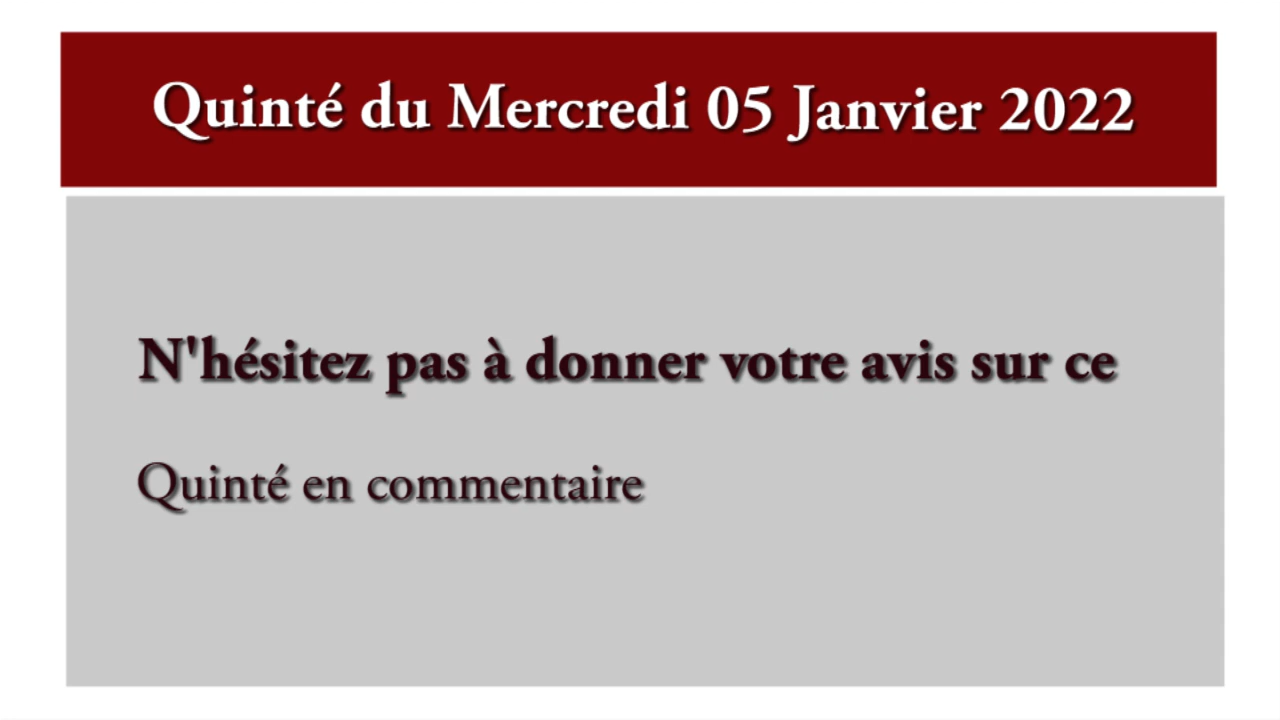 Quinté du Mercredi 05 Janvier 2022
N'hésitez pas à donner votre avis sur ce
Quinté en commentaire